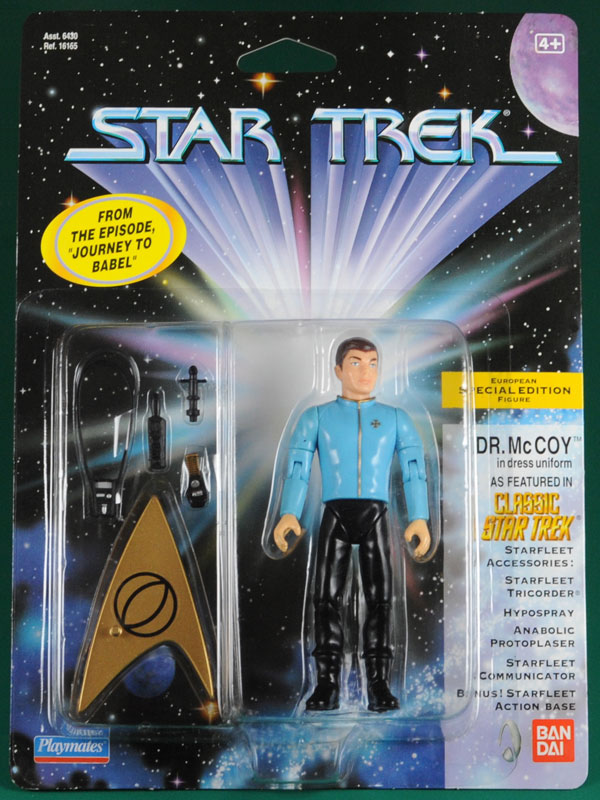 Asst. 6430
Ref. 16165
4+
STAR TREK®
FROM
THE EPISODE,
"JOURNEY TO
BABEL"
EUROPEAN
SPECIAL EDITION
FIGURE
DR. McCOY™
in dress uniform
AS FEATURED IN
CLASSIC
STAR TREK
STARFLEET
ACCESSORIES:
STARFLEET
TRICORDER
HYPOSPRAY
ANABOLIC
PROTOPLASER
STARFLEET
COMMUNICATOR
BONUS! STARFLEET
ACTION BASE
Playmates
BAN
DAI